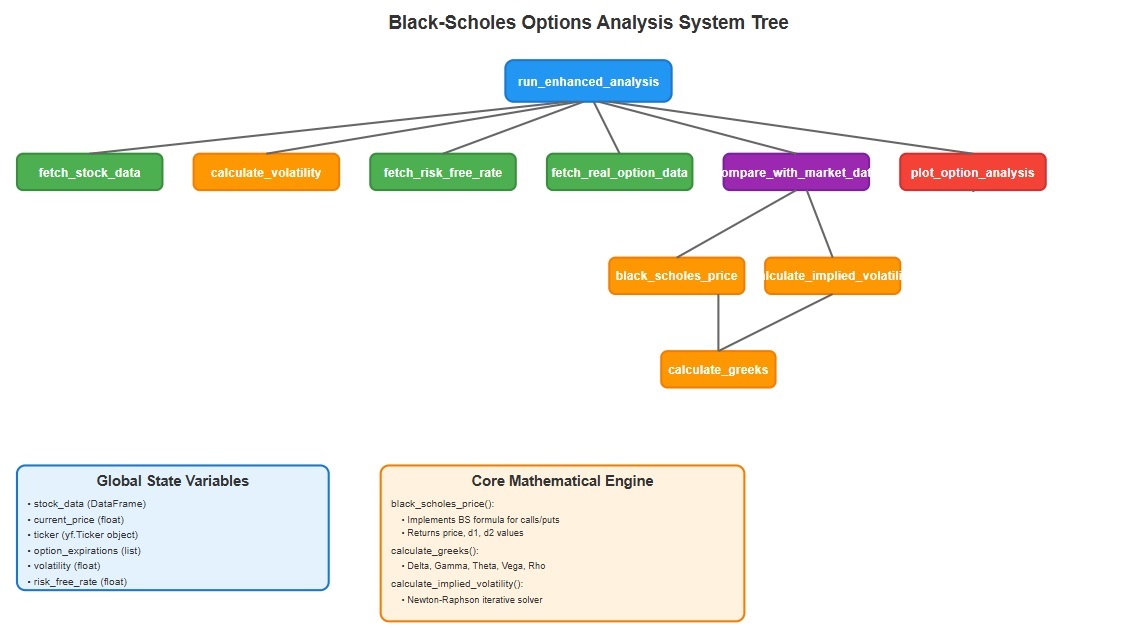 Black-Scholes Options Analysis System Tree
run_enhanced_analysis
fetch_stock_data
calculate_volatility
fetch_risk_free_rate
fetch_real_option_data
ompare_with_market_dat
plot_option_analysis
black_scholes_price
lculate_implied_volatili
calculate_greeks
Global State Variables
• stock_data (DataFrame)
• current_price (float)
• ticker (yf.Ticker object)
• option_expirations (list)
• volatility (float)
• risk_free_rate (float)
Core Mathematical Engine
black_scholes_price():
• Implements BS formula for calls/puts
• Returns price, d1, d2 values
calculate_greeks():
• Delta, Gamma, Theta, Vega, Rho
calculate_implied_volatility():
• Newton-Raphson iterative solver